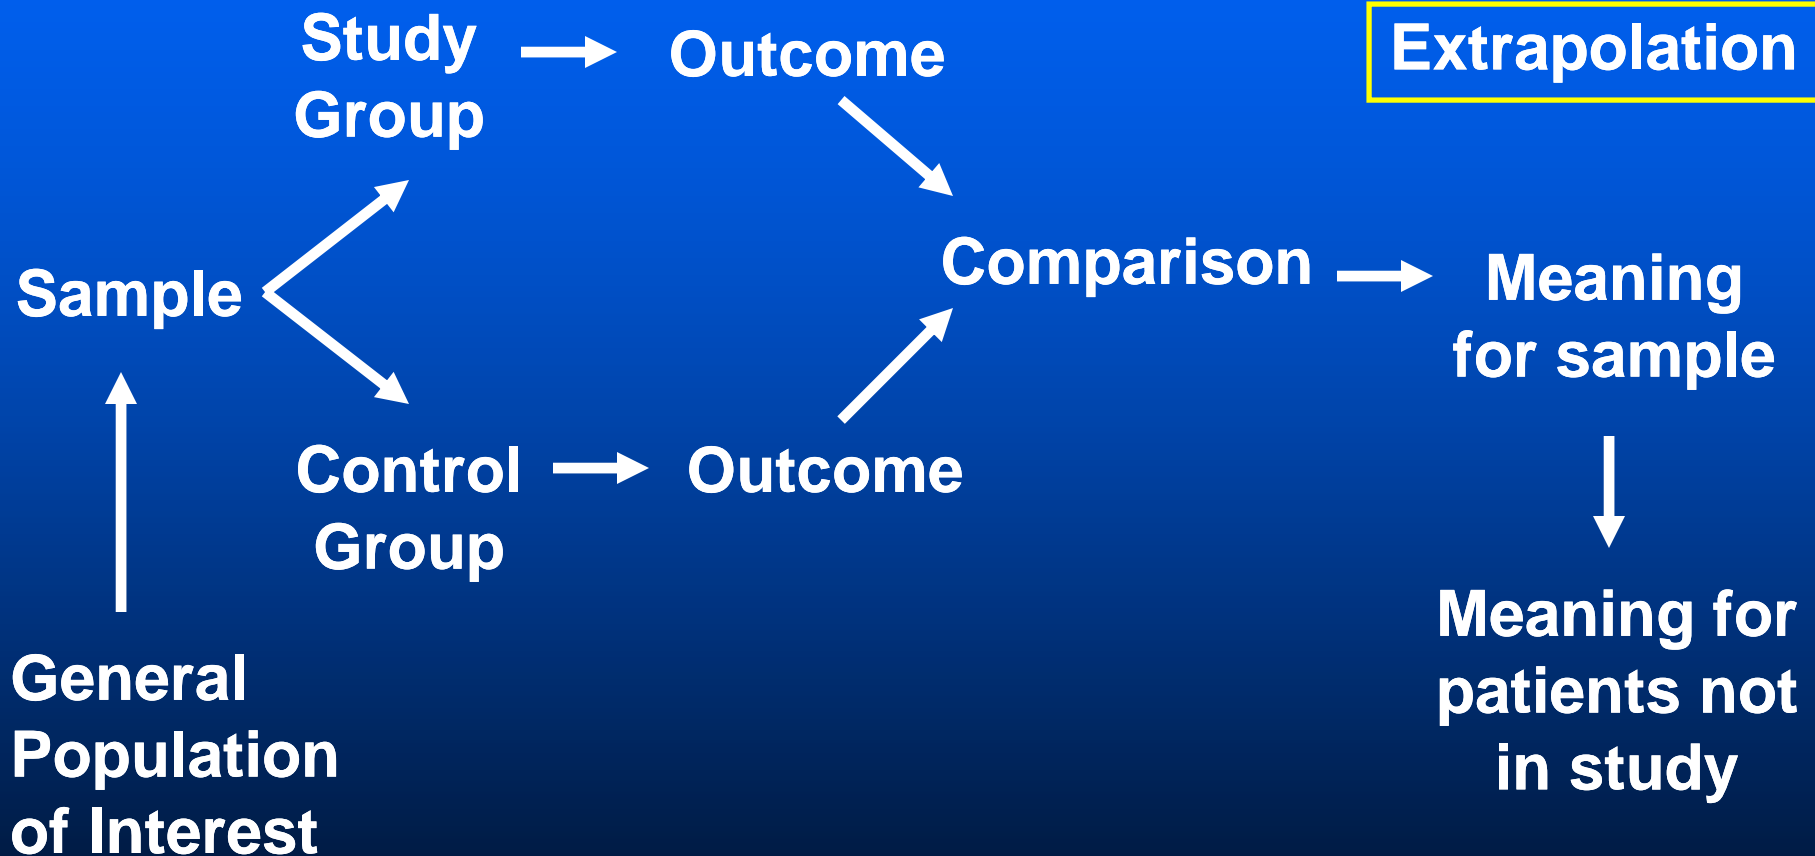 Study
Group
Outcome
Extrapolation
Sample
Comparison
Meaning
for sample
Control
Group
Outcome
General
Population
of Interest
Meaning for
patients not
in study